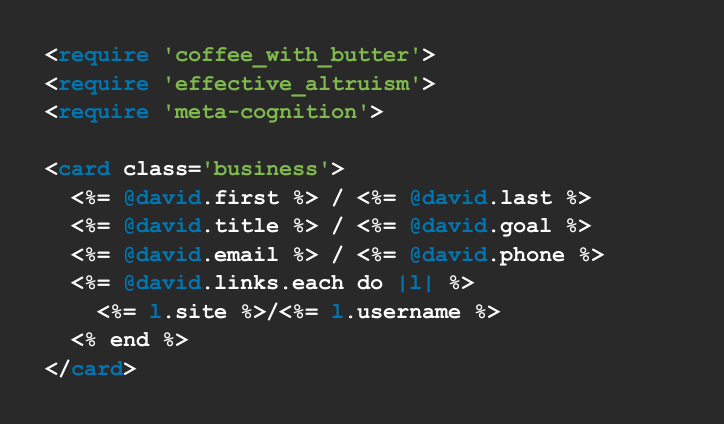 <require 'coffee_with_butter'>
<require 'effective_altruism'>
<require 'meta-cognition'>
<card class='business'>
<%= @david.first %> / <%= @david.last %>
<%= @david.title %> / <%= @david.goal %>
<%= @david.email %> / <%= @david.phone %>
<%= @david.links.each do |l| %>
<%= l.site %>/<%= l.username %>
<% end %>
</card>